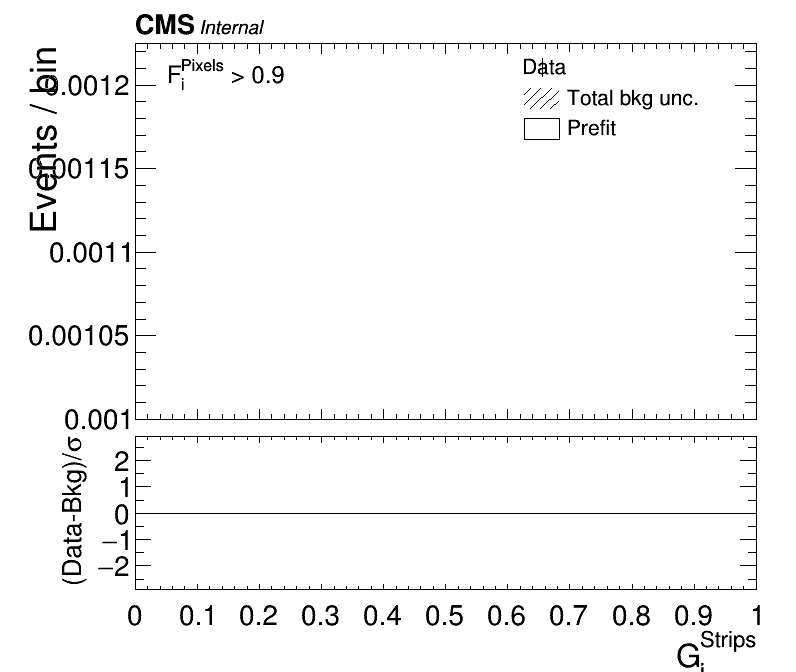 CMS Internal
F_i^Pixels > 0.9
Data
Total bkg unc.
Prefit
Events / bin
0.0012
0.00115
0.0011
0.00105
0.001
(Data-Bkg)/σ
2
1
0
−1
−2
0 0.1 0.2 0.3 0.4 0.5 0.6 0.7 0.8 0.9 1
G_i^Strips